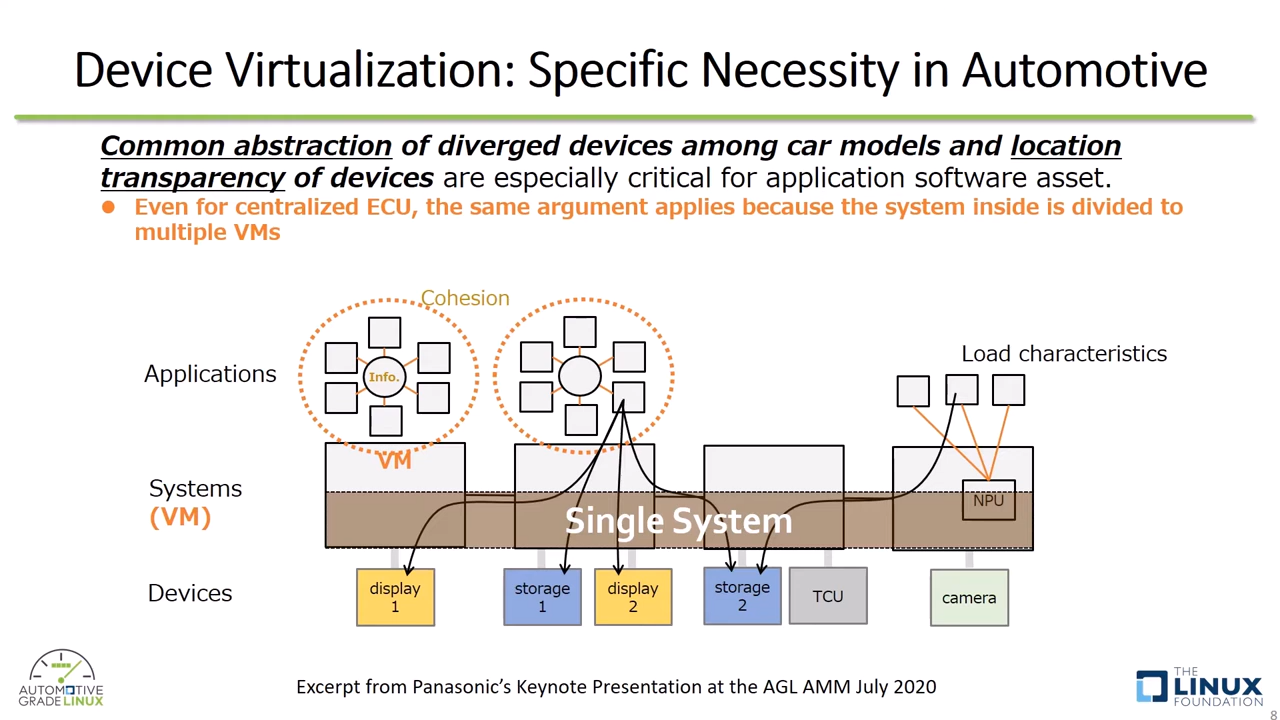 Device Virtualization: Specific Necessity in Automotive
Common abstraction of diverged devices among car models and location
transparency of devices are especially critical for application software asset.
Even for centralized ECU, the same argument applies because the system inside is divided to
multiple VMs
Cohesion
Applications
Info.
Load characteristics
VM
Systems
(VM)
Single System
NPU
Devices
display
1
storage
1
display
2
storage
2
TCU
camera
AUTOMOTIVE
GRADE LINUX
Excerpt from Panasonic's Keynote Presentation at the AGL AMM July 2020
THE
LINUX
FOUNDATION
8